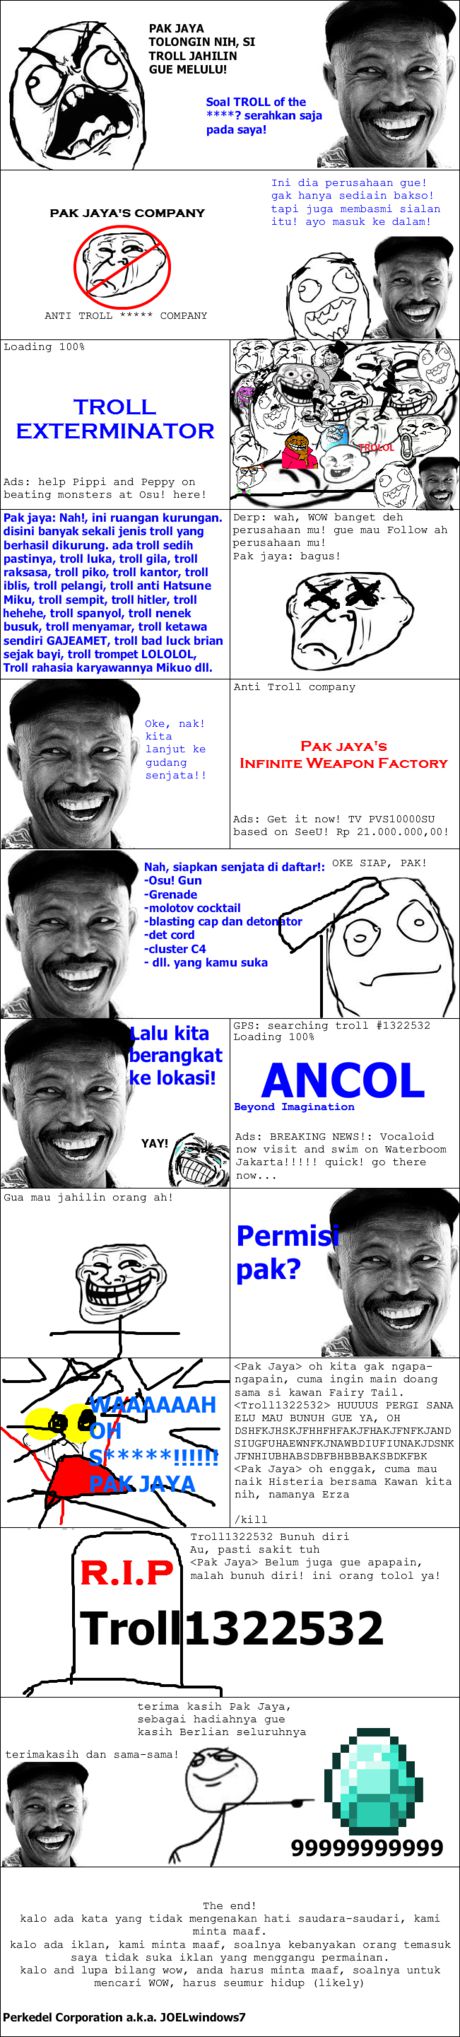 PAK JAYA
TOLONGIN NIH, SI
TROLL JAHILIN
GUE MELULU!
Soal TROLL of the
****? serahkan saja
pada saya!
Ini dia perusahaan gue!
gak hanya sediain bakso!
tapi juga membasmi sialan
itu! ayo masuk ke dalam!
PAK JAYA'S COMPANY
ANTI TROLL ***** COMPANY
Loading 100%
TROLL
EXTERMINATOR
Ads: help Pippi and Peppy on
beating monsters at Osu! here!
TROLOL
Pak jaya: Nah!, ini ruangan kurungan.
disini banyak sekali jenis troll yang
berhasil dikurung. ada troll sedih
pastinya, troll luka, troll gila, troll
raksasa, troll piko, troll kantor, troll
iblis, troll pelangi, troll anti Hatsune
Miku, troll sempit, troll hitler, troll
hehehe, troll spanyol, troll nenek
busuk, troll menyamar, troll ketawa
sendiri GAJEAMET, troll bad luck brian
sejak bayi, troll trompet LOLOLOL,
Troll rahasia karyawannya Mikuo dll.
Derp: wah, WOW banget deh
perusahaan mu! gue mau Follow ah
perusahaan mu!
Pak jaya: bagus!
Oke, nak!
kita
lanjut ke
gudang
senjata!!
Anti Troll company
PAK JAYA'S
INFINITE WEAPON FACTORY
Ads: Get it now! TV PVS10000SU
based on SeeU! Rp 21.000.000,00!
Nah, siapkan senjata di daftar!:
-Osu! Gun
-Grenade
-molotov cocktail
-blasting cap dan detonator
-det cord
-cluster C4
- dll. yang kamu suka
OKE SIAP, PAK!
Lalu kita
berangkat
ke lokasi!
YAY!
GPS: searching troll #1322532
Loading 100%
ANCOL
Beyond Imagination
Ads: BREAKING NEWS!: Vocaloid
now visit and swim on Waterboom
Jakarta!!!!! quick! go there
now...
Gua mau jahilin orang ah!
Permisi
pak?
WAAAAAAH
OH
S*****!!!!!!
PAK JAYA
<Pak Jaya> oh kita gak ngapa-
ngapain, cuma ingin main doang
sama si kawan Fairy Tail.
<Troll1322532> HUUUUS PERGI SANA
ELU MAU BUNUH GUE YA, OH
DSHFKJHSKJFHHFHFAKJFHAKJFNFKJAND
SIUGFUHAEWNFKJNAWBDIUFIUNAKJDSNK
JFNHIUBHABSDBFBHBBBAKSBDKFBK
<Pak Jaya> oh enggak, cuma mau
naik Histeria bersama Kawan kita
nih, namanya Erza
/kill
Troll1322532 Bunuh diri
Au, pasti sakit tuh
<Pak Jaya> Belum juga gue apapain,
malah bunuh diri! ini orang tolol ya!
R.I.P
Troll1322532
terima kasih Pak Jaya,
sebagai hadiahnya gue
kasih Berlian seluruhnya
terimakasih dan sama-sama!
99999999999
The end!
kalo ada kata yang tidak mengenakan hati saudara-saudari, kami
minta maaf.
kalo ada iklan, kami minta maaf, soalnya kebanyakan orang temasuk
saya tidak suka iklan yang menggangu permainan.
kalo and lupa bilang wow, anda harus minta maaf, soalnya untuk
mencari WOW, harus seumur hidup (likely)
Perkedel Corporation a.k.a. JOELwindows7